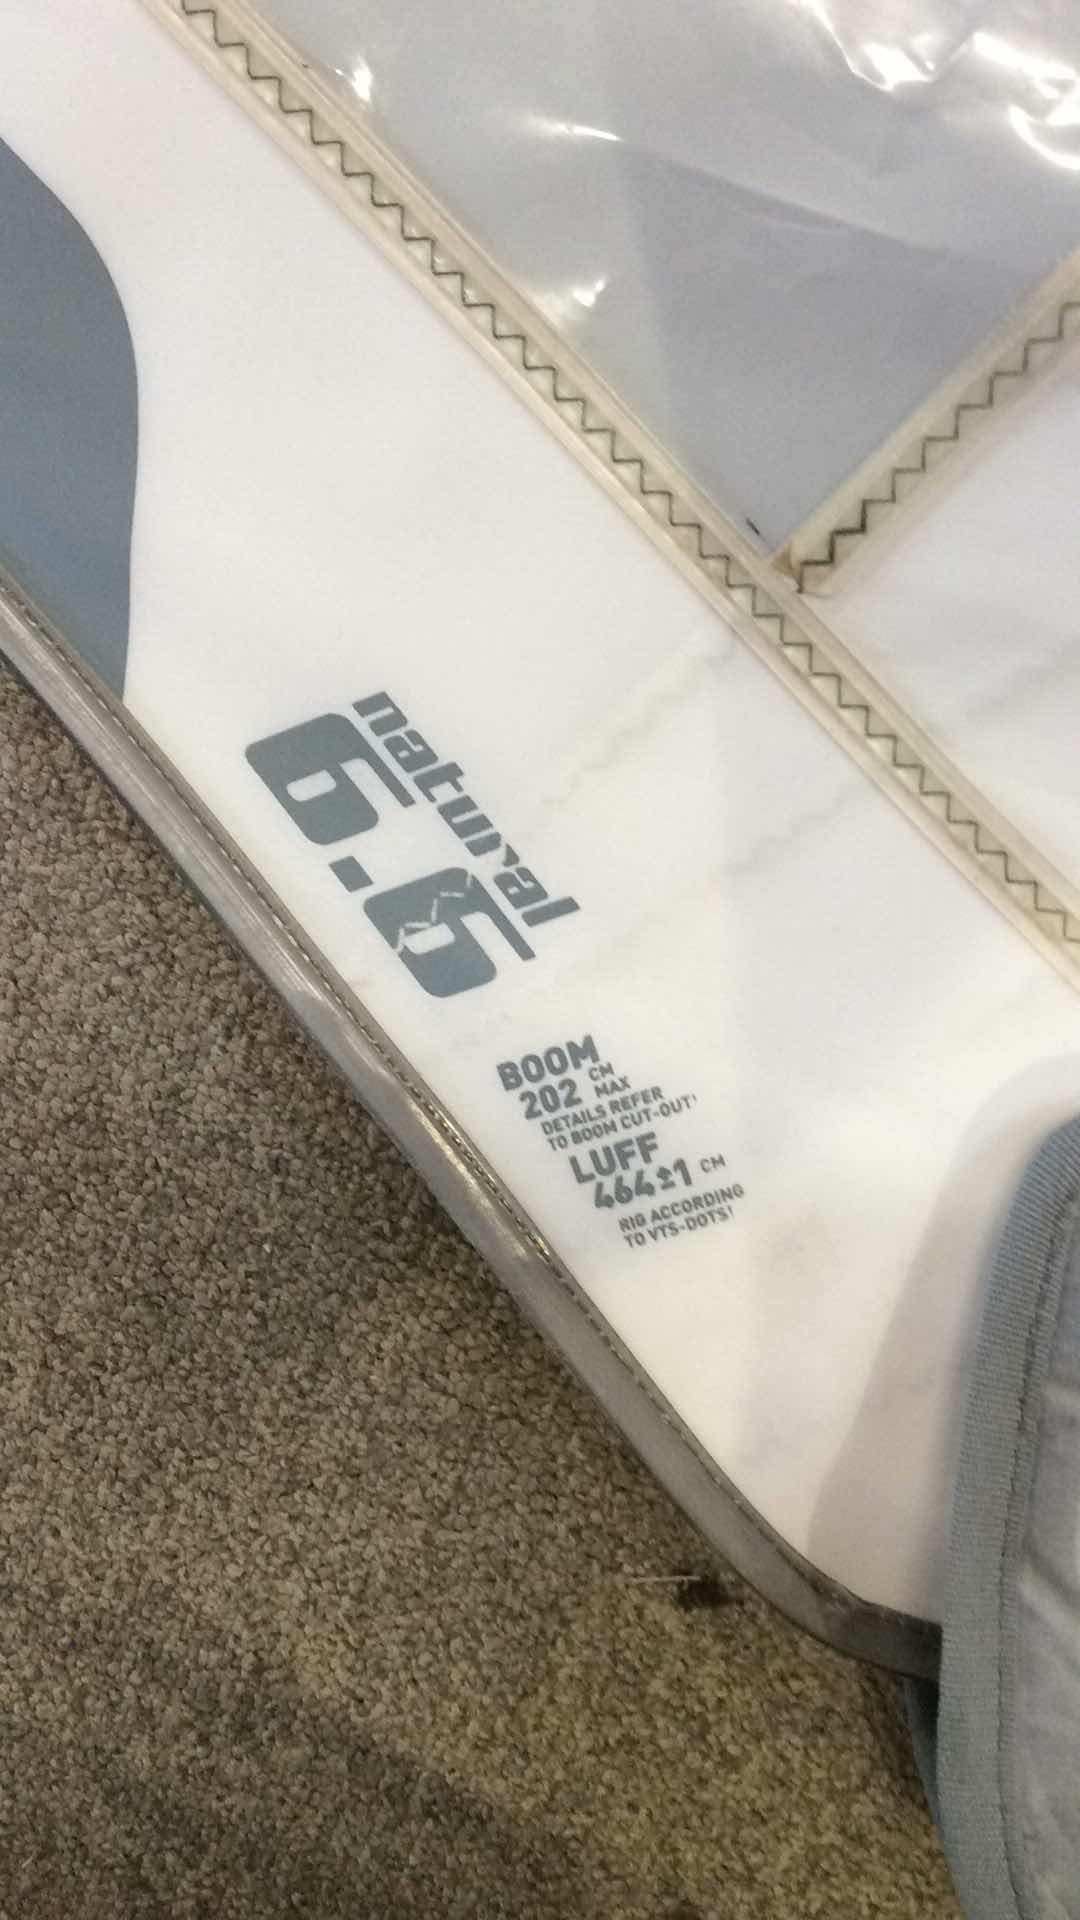 natural
6.5
BOOM
202 CM MAX
DETAILS REFER
TO BOOM CUT-OUT!
LUFF
464±1 CM
RIG ACCORDING
TO VTS-DOTS!